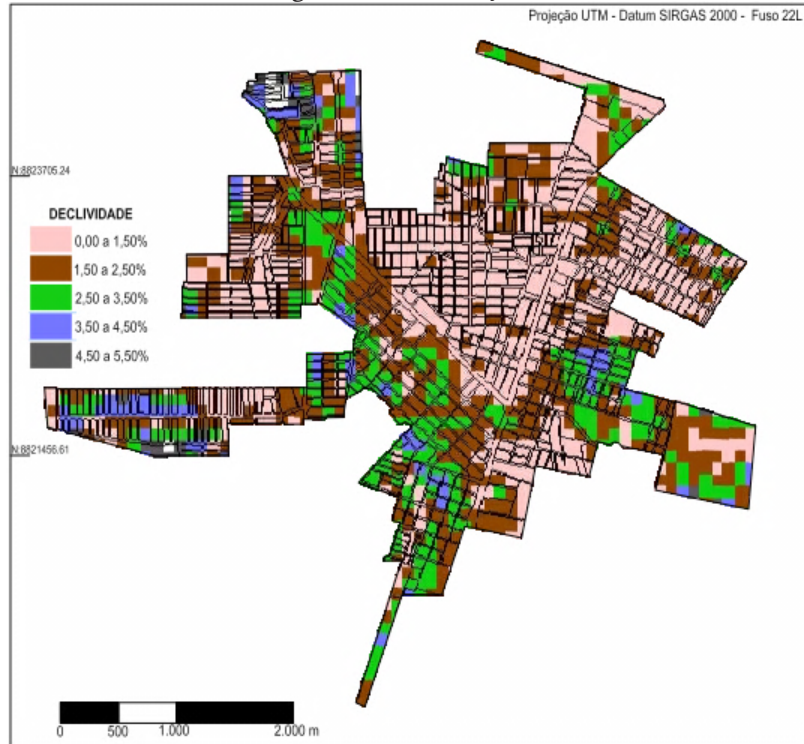 Projeção UTM - Datum SIRGAS 2000 - Fuso 22L
N:8823705.24
DECLIVIDADE
0,00 a 1,50%
1,50 a 2,50%
2,50 a 3,50%
3,50 a 4,50%
4,50 a 5,50%
N:8821456.61
0 500 1.000 2.000 m